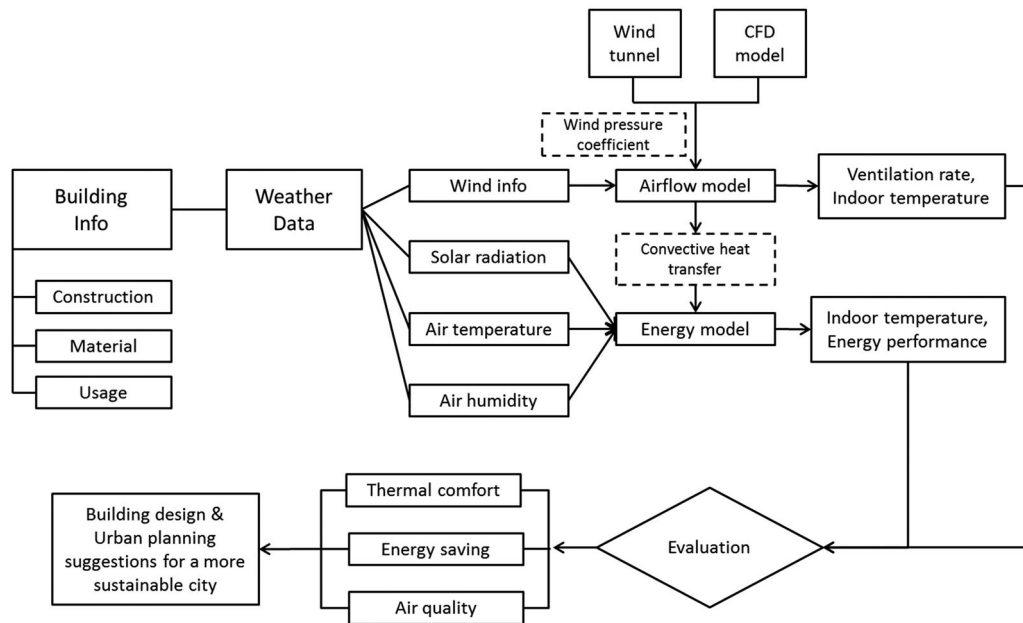 Wind
tunnel
CFD
model
Wind pressure
coefficient
Building
Info
Weather
Data
Wind info
Airflow model
Ventilation rate,
Indoor temperature
Solar radiation
Convective heat
transfer
Construction
Air temperature
Energy model
Indoor temperature,
Energy performance
Material
Usage
Air humidity
Thermal comfort
Building design &
Urban planning
suggestions for a more
sustainable city
Energy saving
Evaluation
Air quality